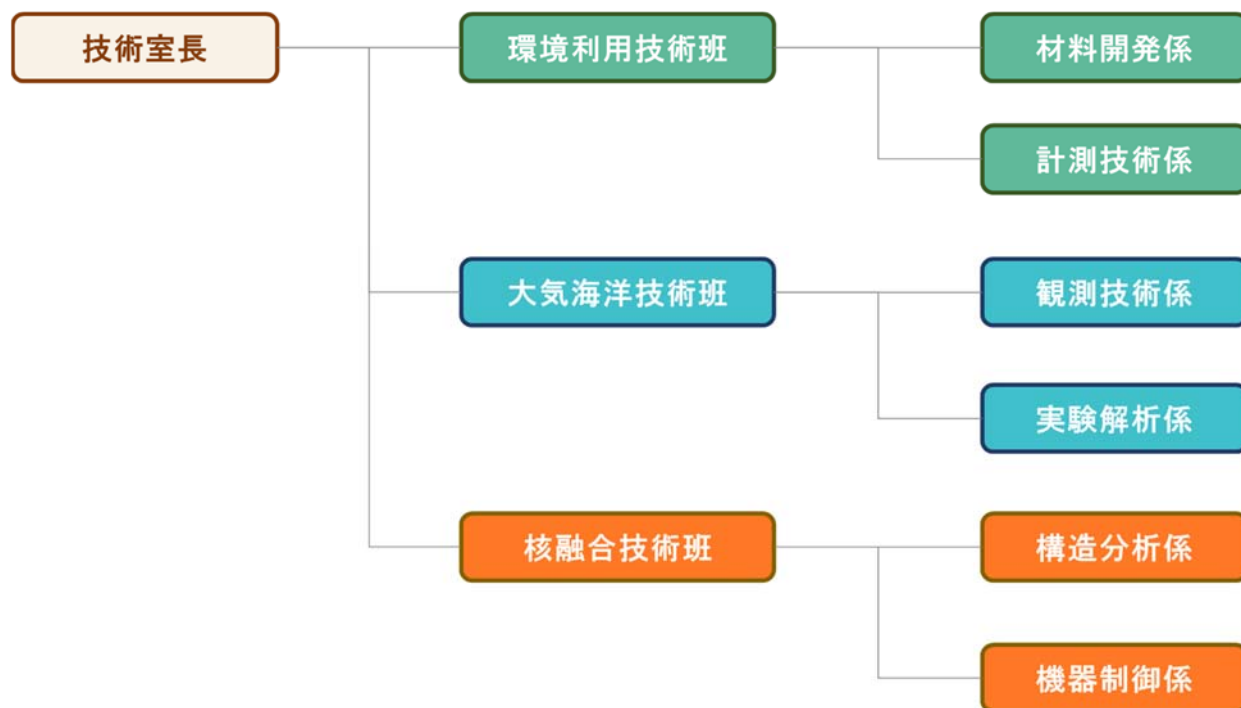 技術室長
環境利用技術班
材料開発係
計測技術係
大気海洋技術班
観測技術係
実験解析係
核融合技術班
構造分析係
機器制御係